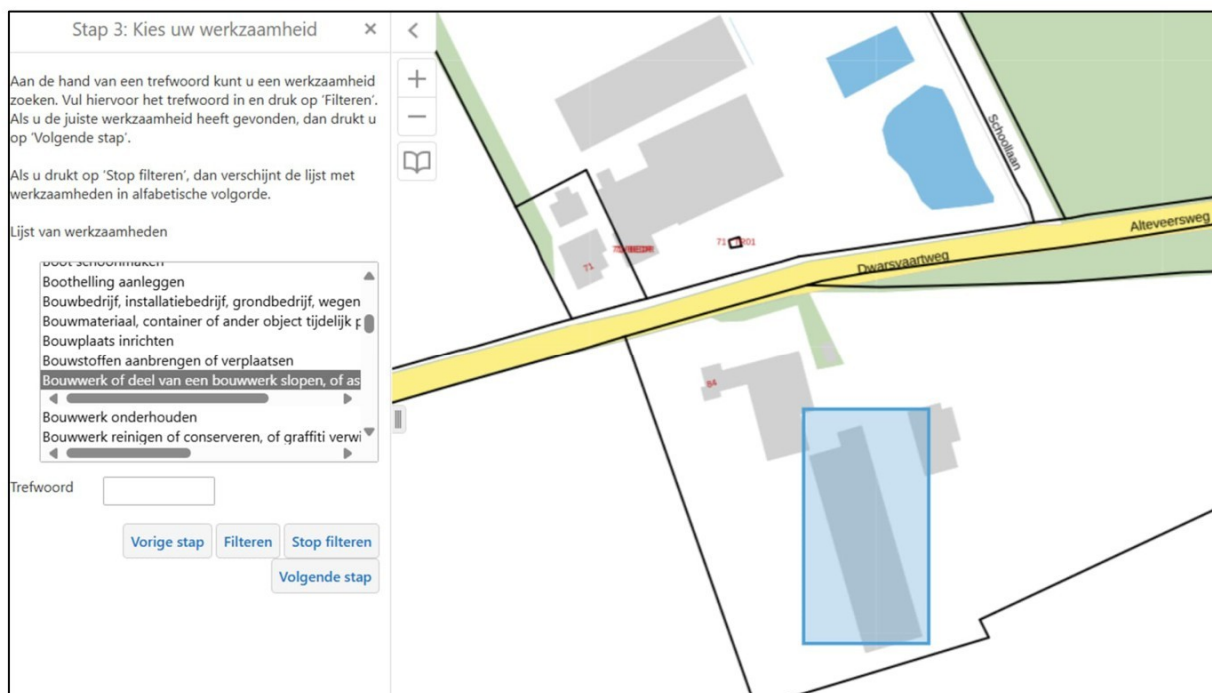 Stap 3: Kies uw werkzaamheid
Aan de hand van een trefwoord kunt u een werkzaamheid
zoeken. Vul hiervoor het trefwoord in en druk op 'Filteren'.
Als u de juiste werkzaamheid heeft gevonden, dan drukt u
op 'Volgende stap'.
Als u drukt op 'Stop filteren', dan verschijnt de lijst met
werkzaamheden in alfabetische volgorde.
Lijst van werkzaamheden
Boot schoonmaken
Boothelling aanleggen
Bouwbedrijf, installatiebedrijf, grondbedrijf, wegen
Bouwmateriaal, container of ander object tijdelijk p
Bouwplaats inrichten
Bouwstoffen aanbrengen of verplaatsen
Bouwwerk of deel van een bouwwerk slopen, of as
Bouwwerk onderhouden
Bouwwerk reinigen of conserveren, of graffiti verwi
Trefwoord
Vorige stap
Filteren
Stop filteren
Volgende stap
Schoollaan
Alteveersweg
Dwarsvaartweg
71
71
84